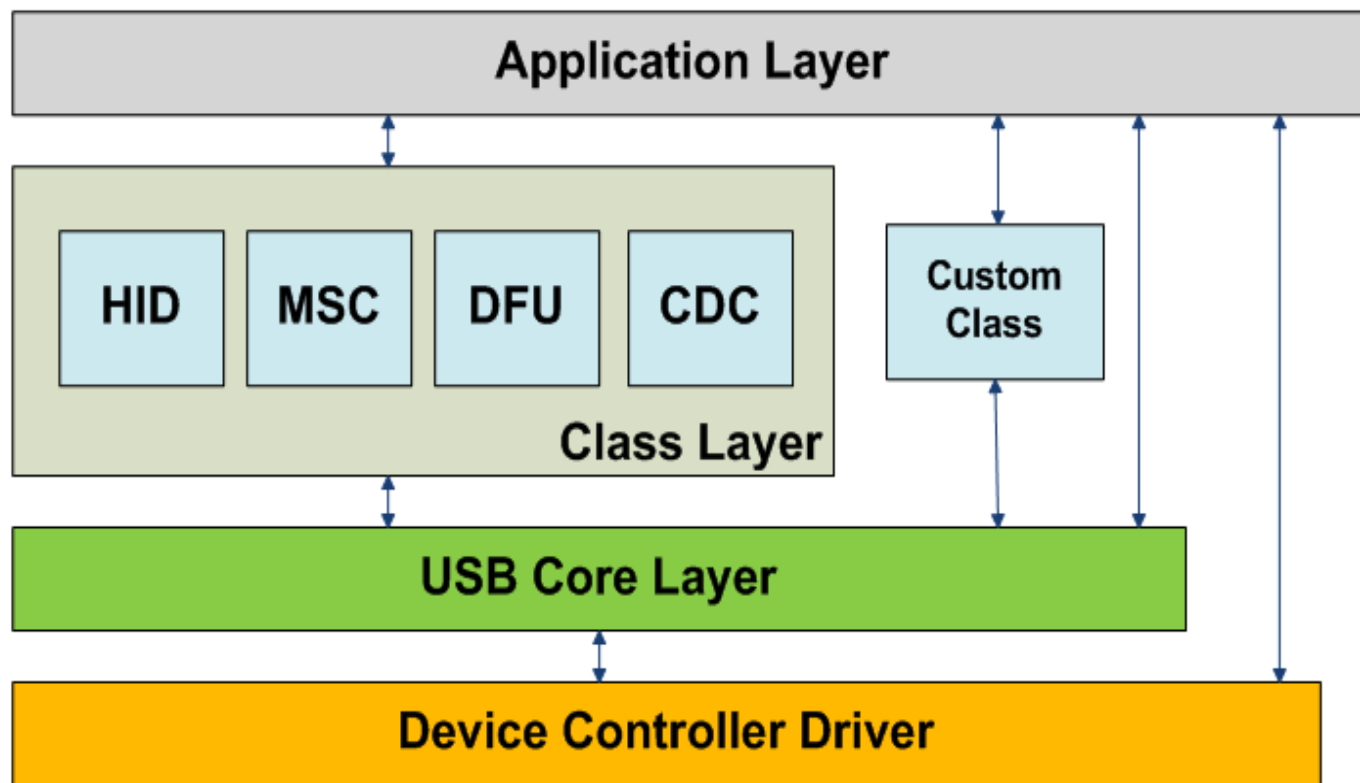 Application Layer
HID
MSC
DFU
CDC
Custom
Class
Class Layer
USB Core Layer
Device Controller Driver